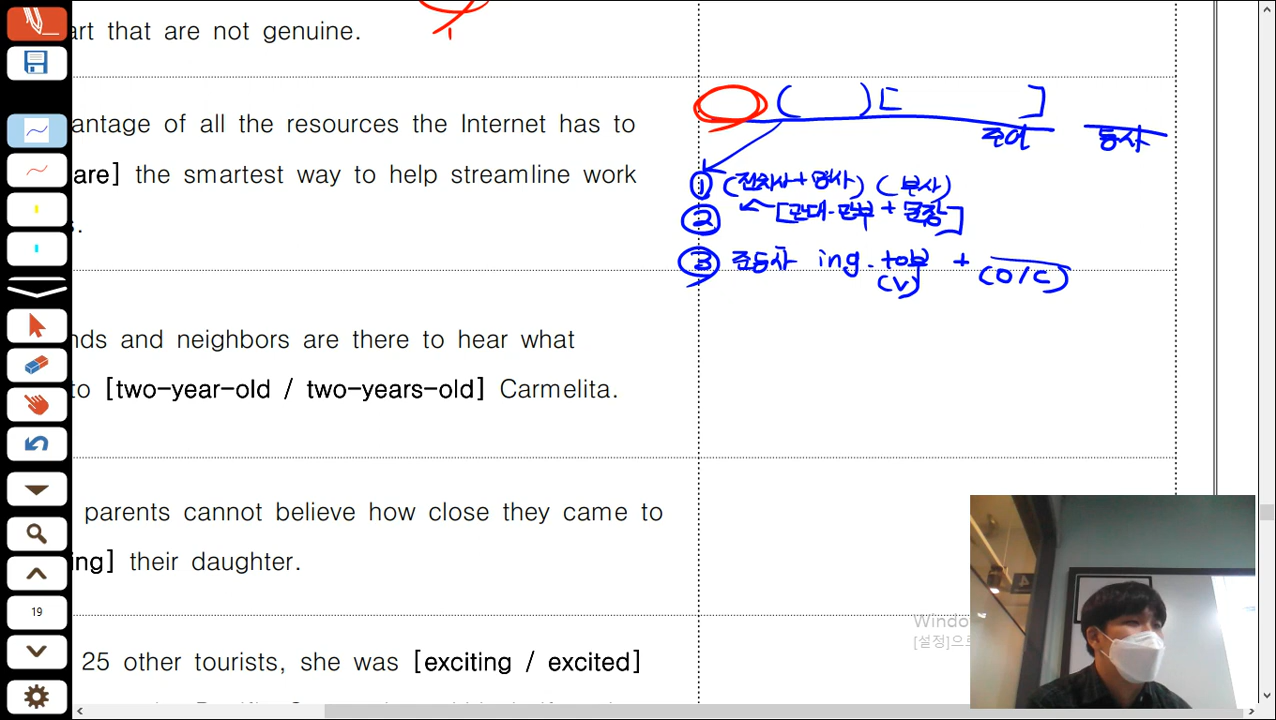 art that are not genuine.
( ) [ ]
주어 동사
antage of all the resources the Internet has to
are] the smartest way to help streamline work
s.
① (전치사+명사) (분사)
② [관대·관부 + 문장]
③ 준동사 ing. to + (O/C)
(V)
nds and neighbors are there to hear what
to [two-year-old / two-years-old] Carmelita.
parents cannot believe how close they came to
ing] their daughter.
19
Windo
[설정]으로
25 other tourists, she was [exciting / excited]